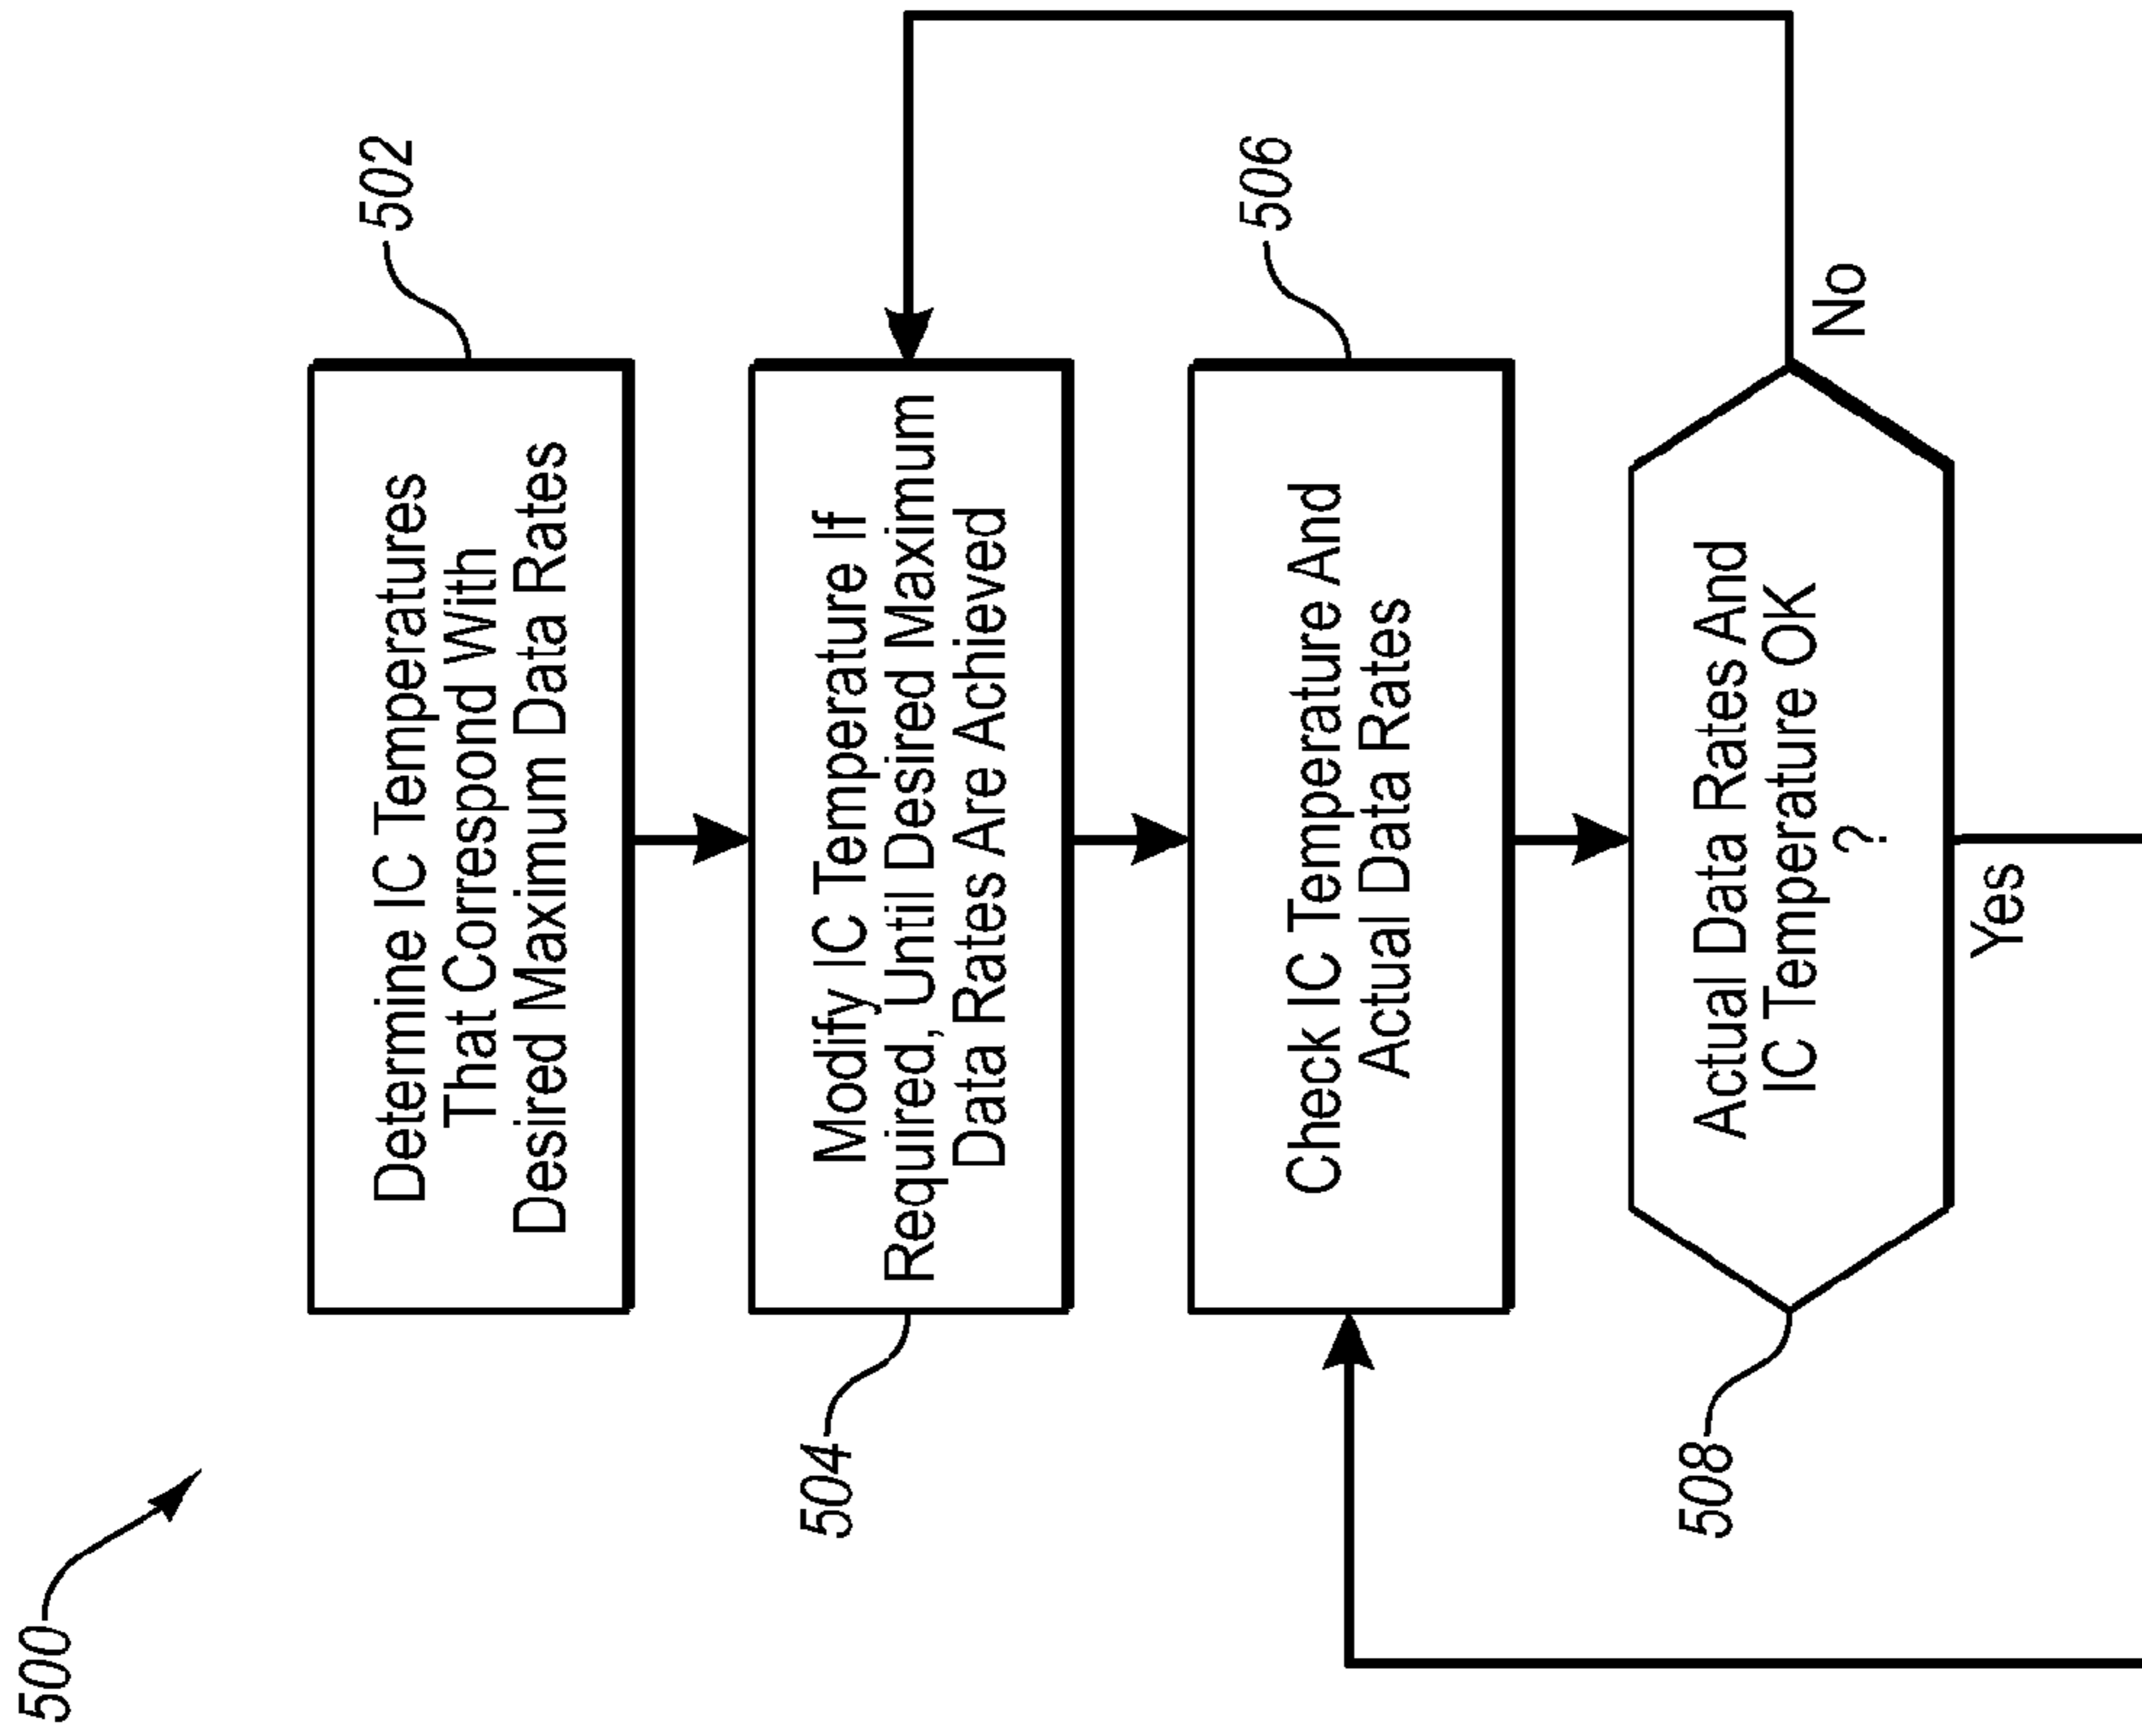 500
502
Determine IC Temperatures
That Correspond With
Desired Maximum Data Rates
504
Modify IC Temperature If
Required, Until Desired Maximum
Data Rates Are Achieved
506
Check IC Temperature And
Actual Data Rates
508
Actual Data Rates And
IC Temperature OK
?
No
Yes